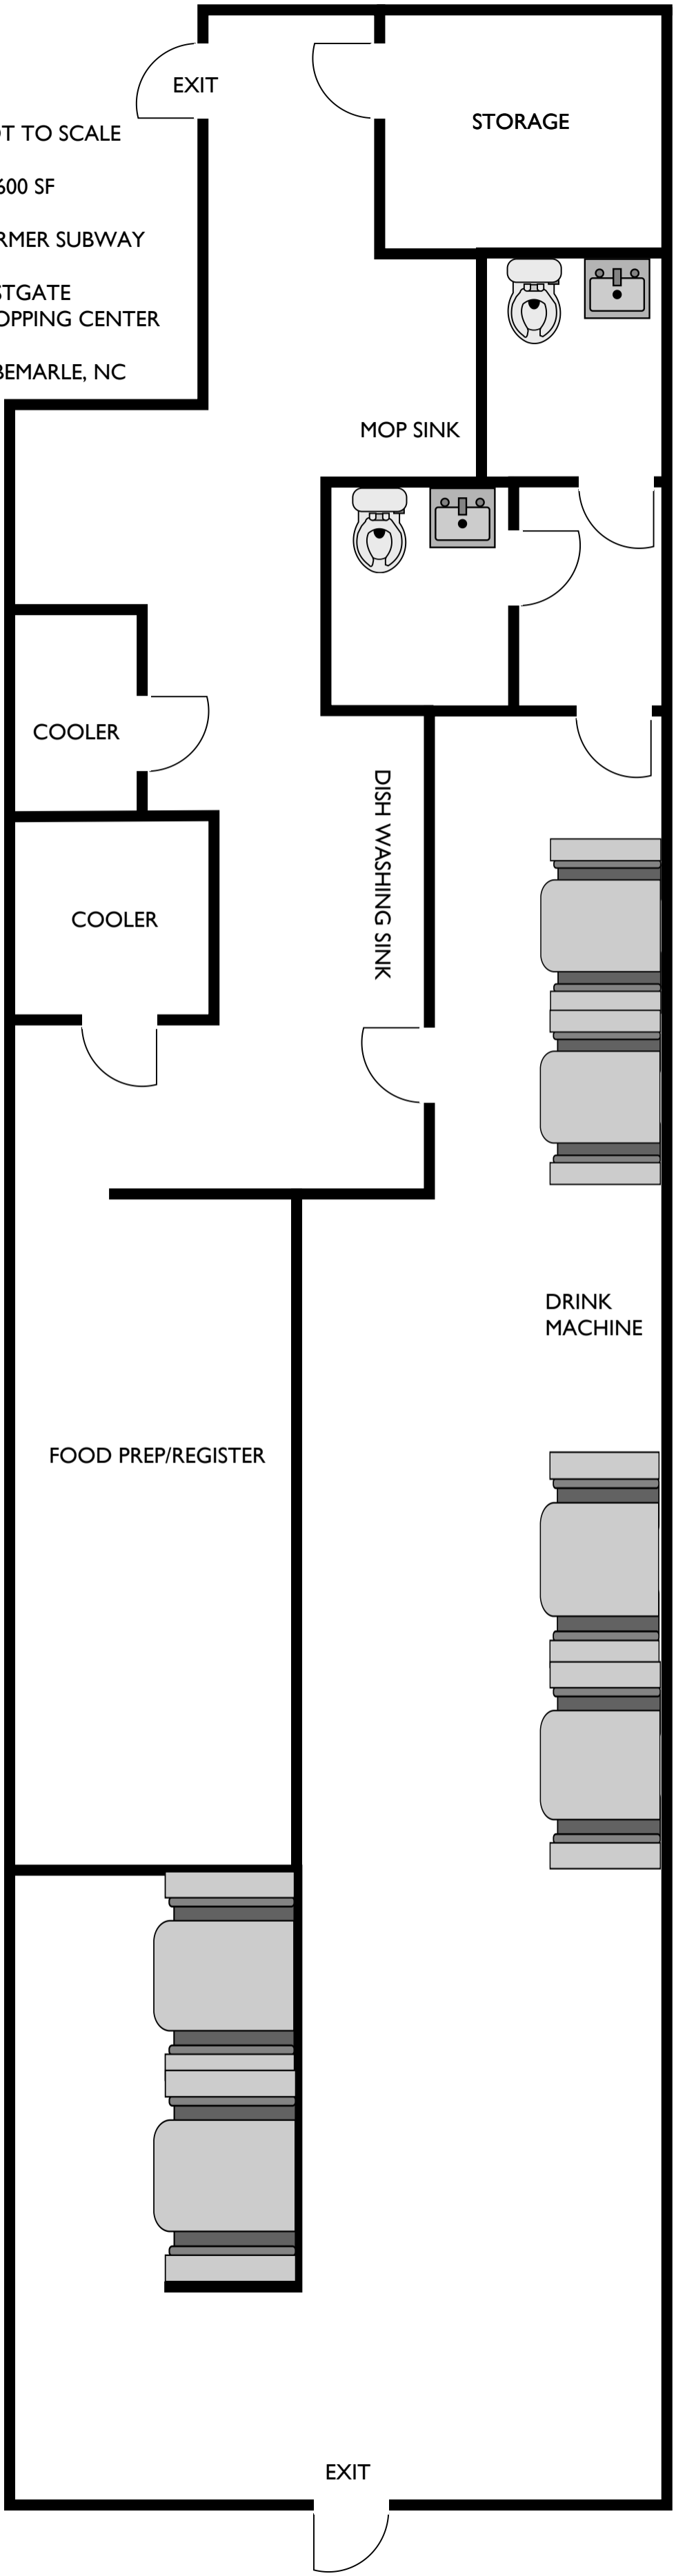 EXIT
STORAGE
T TO SCALE
600 SF
RMER SUBWAY
STGATE
OPPING CENTER
BEMARLE, NC
MOP SINK
COOLER
DISH WASHING SINK
COOLER
DRINK
MACHINE
FOOD PREP/REGISTER
EXIT